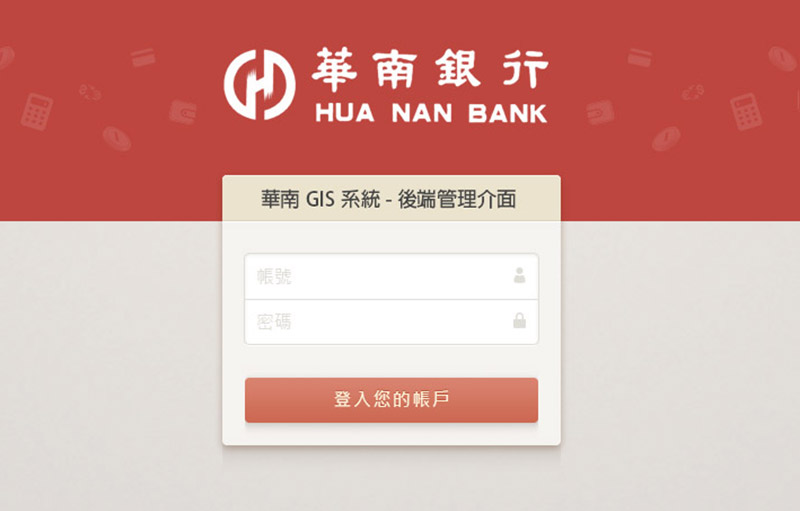 華南銀行
HUA NAN BANK
華南 GIS 系統 - 後端管理介面
帳號
密碼
登入您的帳戶